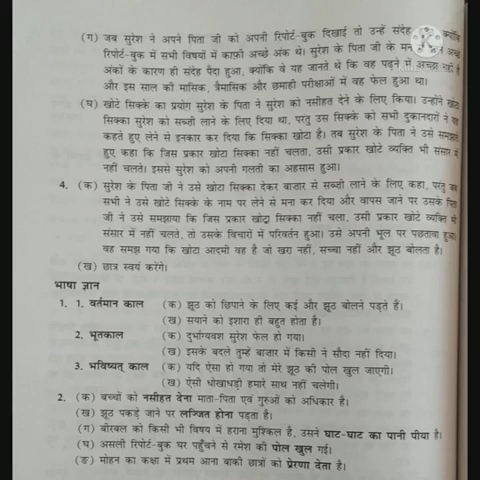 (ग) जब सुरेश ने अपने पिता जी को अपनी रिपोर्ट-बुक दिखाई तो उन्हें संदेह
रिपोर्ट-बुक में सभी विषयों में काफ़ी अच्छे अंक थे। सुरेश के पिता जी के मन
अंकों के कारण ही संदेह पैदा हुआ, क्योंकि वे यह जानते थे कि वह पढ़ने में अच्छा नहीं है
और इस साल की मासिक, त्रैमासिक और छमाही परीक्षाओं में वह फेल हुआ था।
(घ) खोटे सिक्के का प्रयोग सुरेश के पिता ने सुरेश को नसीहत देने के लिए किया। उन्होंने खोटा
सिक्का सुरेश को सब्ज़ी लाने के लिए दिया था, परंतु उस सिक्के को सभी दुकानदारों ने यह
कहते हुए लेने से इनकार कर दिया कि सिक्का खोटा है। तब सुरेश के पिता ने उसे समझाते
हुए कहा कि जिस प्रकार खोटा सिक्का नहीं चलता, उसी प्रकार खोटे व्यक्ति भी संसार में
नहीं चलते। इससे सुरेश को अपनी गलती का अहसास हुआ।
4. (क) सुरेश के पिता जी ने उसे खोटा सिक्का देकर बाजार से सब्ज़ी लाने के लिए कहा, परंतु जब
सभी ने उसे खोटे सिक्के के नाम पर लेने से मना कर दिया और वापस जाने पर उसके पिता
जी ने उसे समझाया कि जिस प्रकार खोटा सिक्का नहीं चला, उसी प्रकार खोटे व्यक्ति भी
संसार में नहीं चलते, तो उसके विचारों में परिवर्तन हुआ। उसे अपनी भूल पर पछतावा हुआ।
वह समझ गया कि खोटा आदमी वह है जो खरा नहीं, सच्चा नहीं और झूठ बोलता है।
(ख) छात्र स्वयं करेंगे।
भाषा ज्ञान
1. 1. वर्तमान काल (क) झूठ को छिपाने के लिए कई और झूठ बोलने पड़ते हैं।
(ख) सयाने को इशारा ही बहुत होता है।
2. भूतकाल (क) दुर्भाग्यवश सुरेश फेल हो गया।
(ख) इसके बदले तुम्हें बाजार में किसी ने सौदा नहीं दिया।
3. भविष्यत् काल (क) यदि ऐसा हो गया तो मेरे झूठ की पोल खुल जाएगी।
(ख) ऐसी धोखाधड़ी हमारे साथ नहीं चलेगी।
2. (क) बच्चों को नसीहत देना माता-पिता एवं गुरुओं को अधिकार है।
(ख) झूठ पकड़े जाने पर लज्जित होना पड़ता है।
(ग) बीरबल को किसी भी विषय में हराना मुश्किल है, उसने घाट-घाट का पानी पीया है।
(घ) असली रिपोर्ट-बुक घर पहुँचने से रमेश की पोल खुल गई।
(ङ) मोहन का कक्षा में प्रथम आना बाकी छात्रों को प्रेरणा देता है।